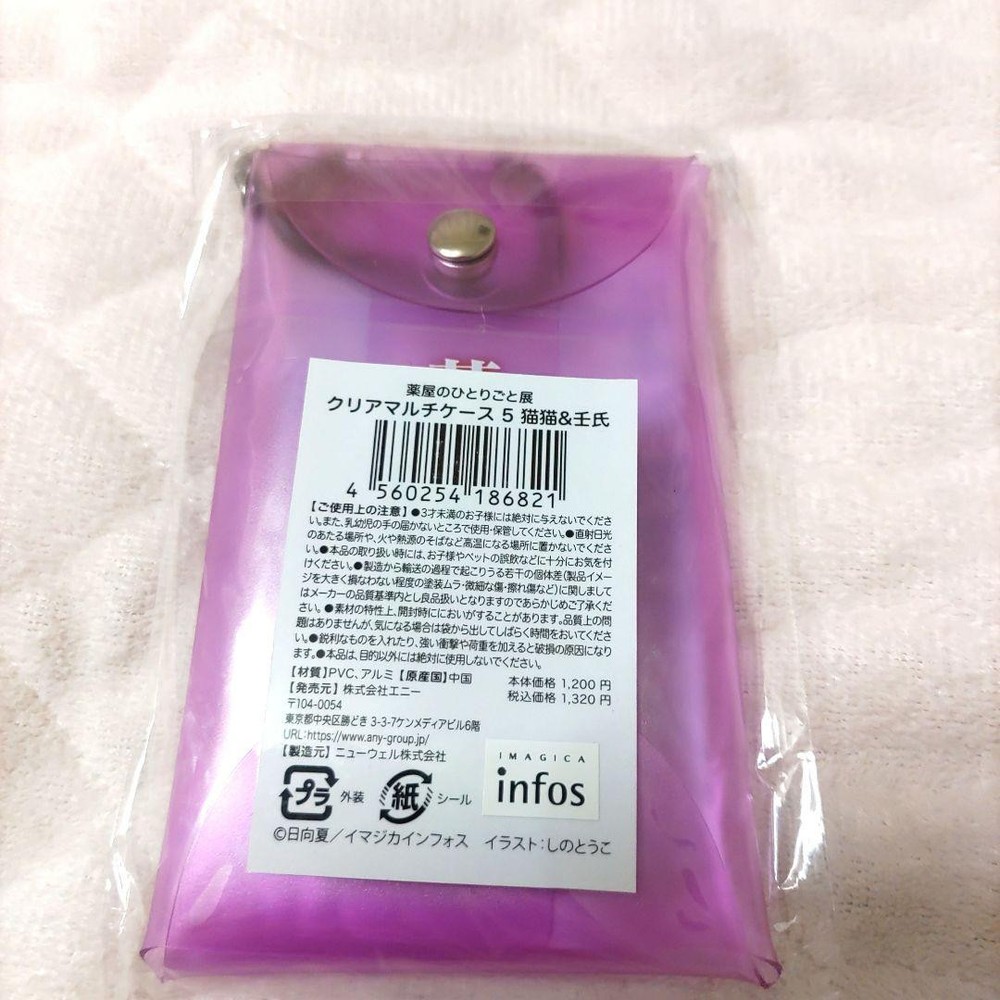 薬屋のひとりごと展
クリアマルチケース 5 猫猫&壬氏
4 560254 186821
【ご使用上の注意】●3才未満のお子様には絶対に与えないでくださ
い。また、乳幼児の手の届かないところで使用・保管してください。●直射日光
のあたる場所や、火や熱源のそばなど高温になる場所に置かないでくださ
い。●本品の取り扱い時には、お子様やペットの誤飲などに十分にお気を付
けください。●製造から輸送の過程で起こりうる若干の個体差(製品イメー
ジを大きく損なわない程度の塗装ムラ・微細な傷・擦れ傷など)に関しまして
はメーカーの品質基準内とし良品扱いとなりますのであらかじめご了承くだ
さい。●素材の特性上、開封時ににおいがすることがあります。品質上の問
題はありませんが、気になる場合は袋から出してしばらく時間をおいてくださ
い。●鋭利なものを入れたり、強い衝撃や荷重を加えると破損の原因になり
ます。●本品は、目的以外には絶対に使用しないでください。
【材質】PVC、アルミ【原産国】中国
本体価格 1,200 円
【発売元】株式会社エニー
税込価格 1,320 円
〒104-0054
東京都中央区勝どき 3-3-7ケンメディアビル6階
URL:https://www.any-group.jp/
【製造元】ニューウェル株式会社
IMAGICA
infos
プラ 外装 紙 シール
©日向夏/イマジカインフォス イラスト:しのとうこ